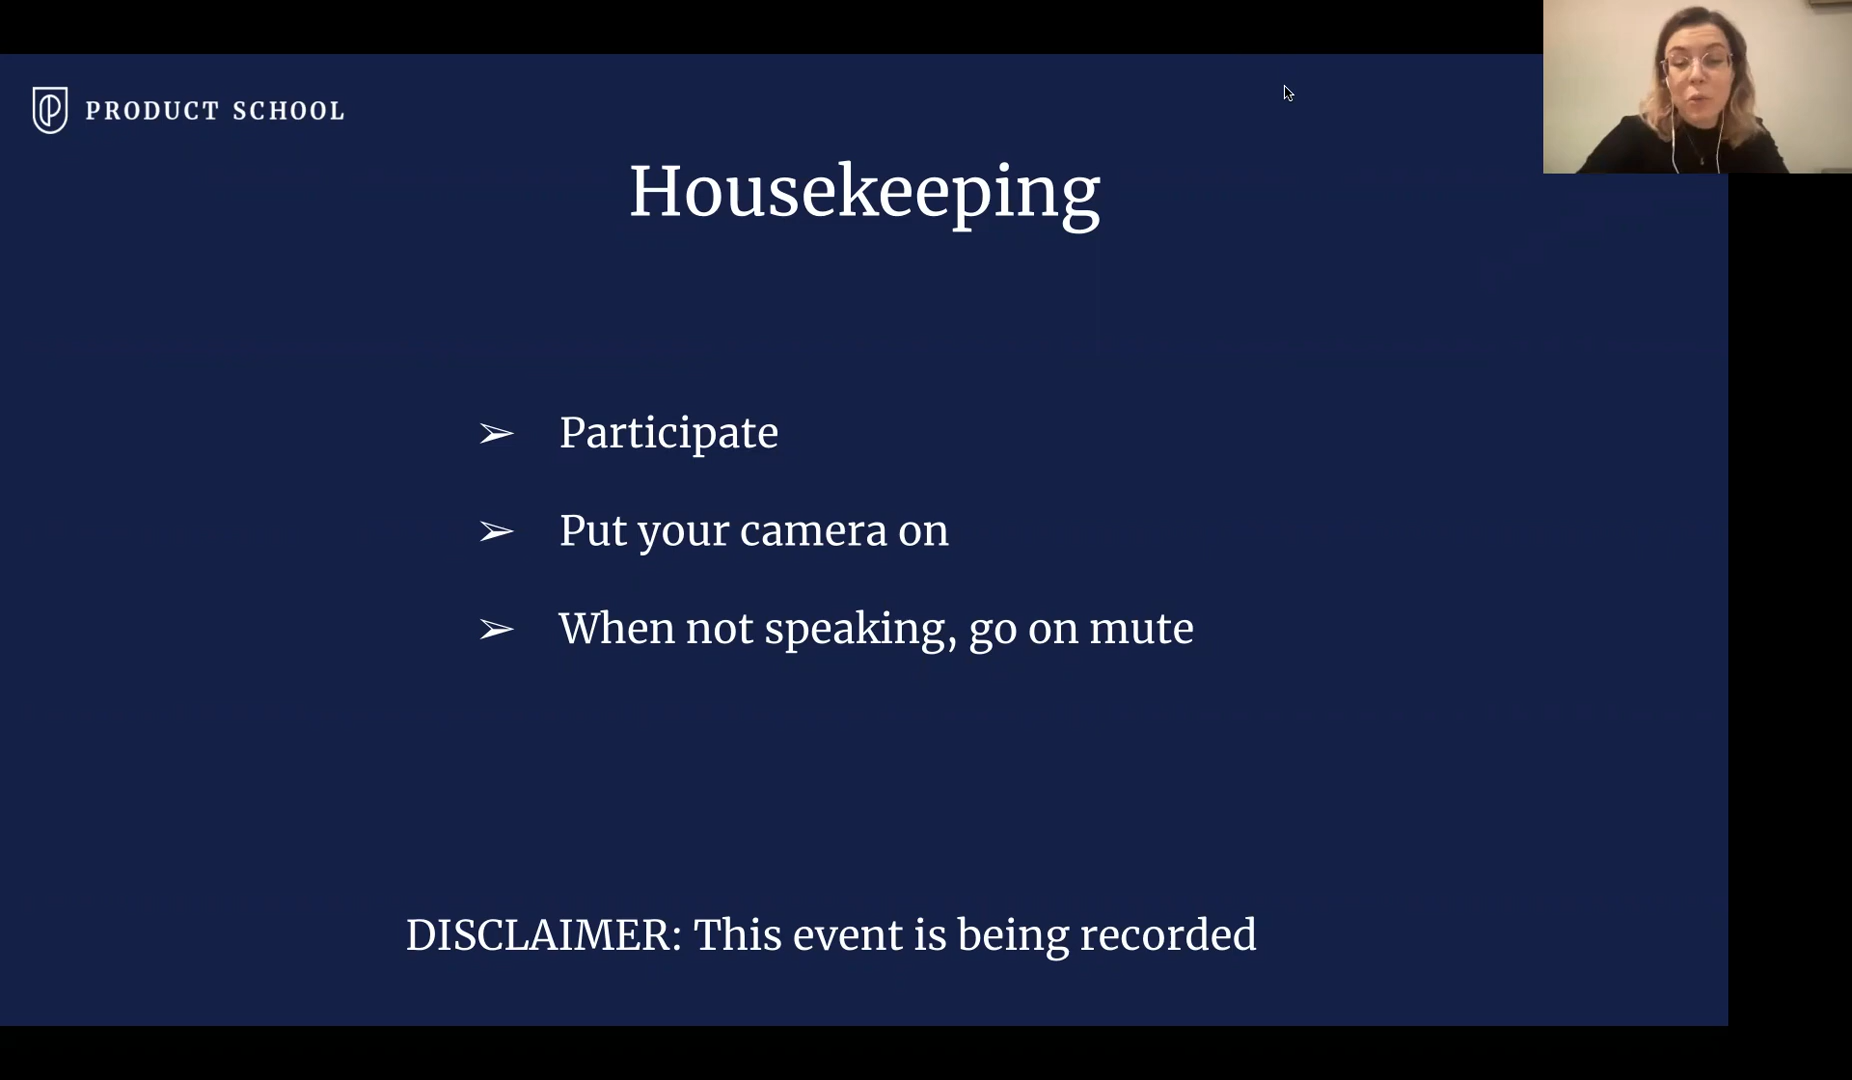 PRODUCT SCHOOL
Housekeeping
➢ Participate
➢ Put your camera on
➢ When not speaking, go on mute
DISCLAIMER: This event is being recorded